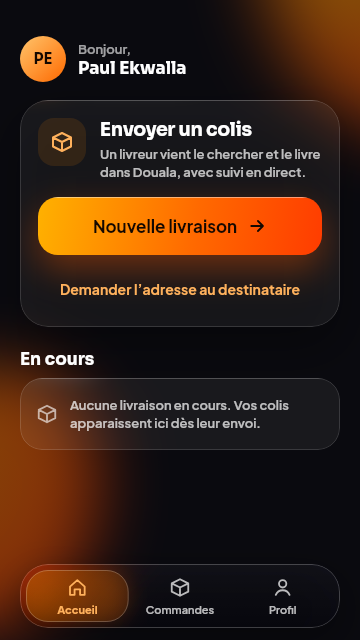 PE
Bonjour,
Paul Ekwalla
Envoyer un colis
Un livreur vient le chercher et le livre
dans Douala, avec suivi en direct.
Nouvelle livraison →
Demander l’adresse au destinataire
En cours
Aucune livraison en cours. Vos colis
apparaissent ici dès leur envoi.
Accueil
Commandes
Profil